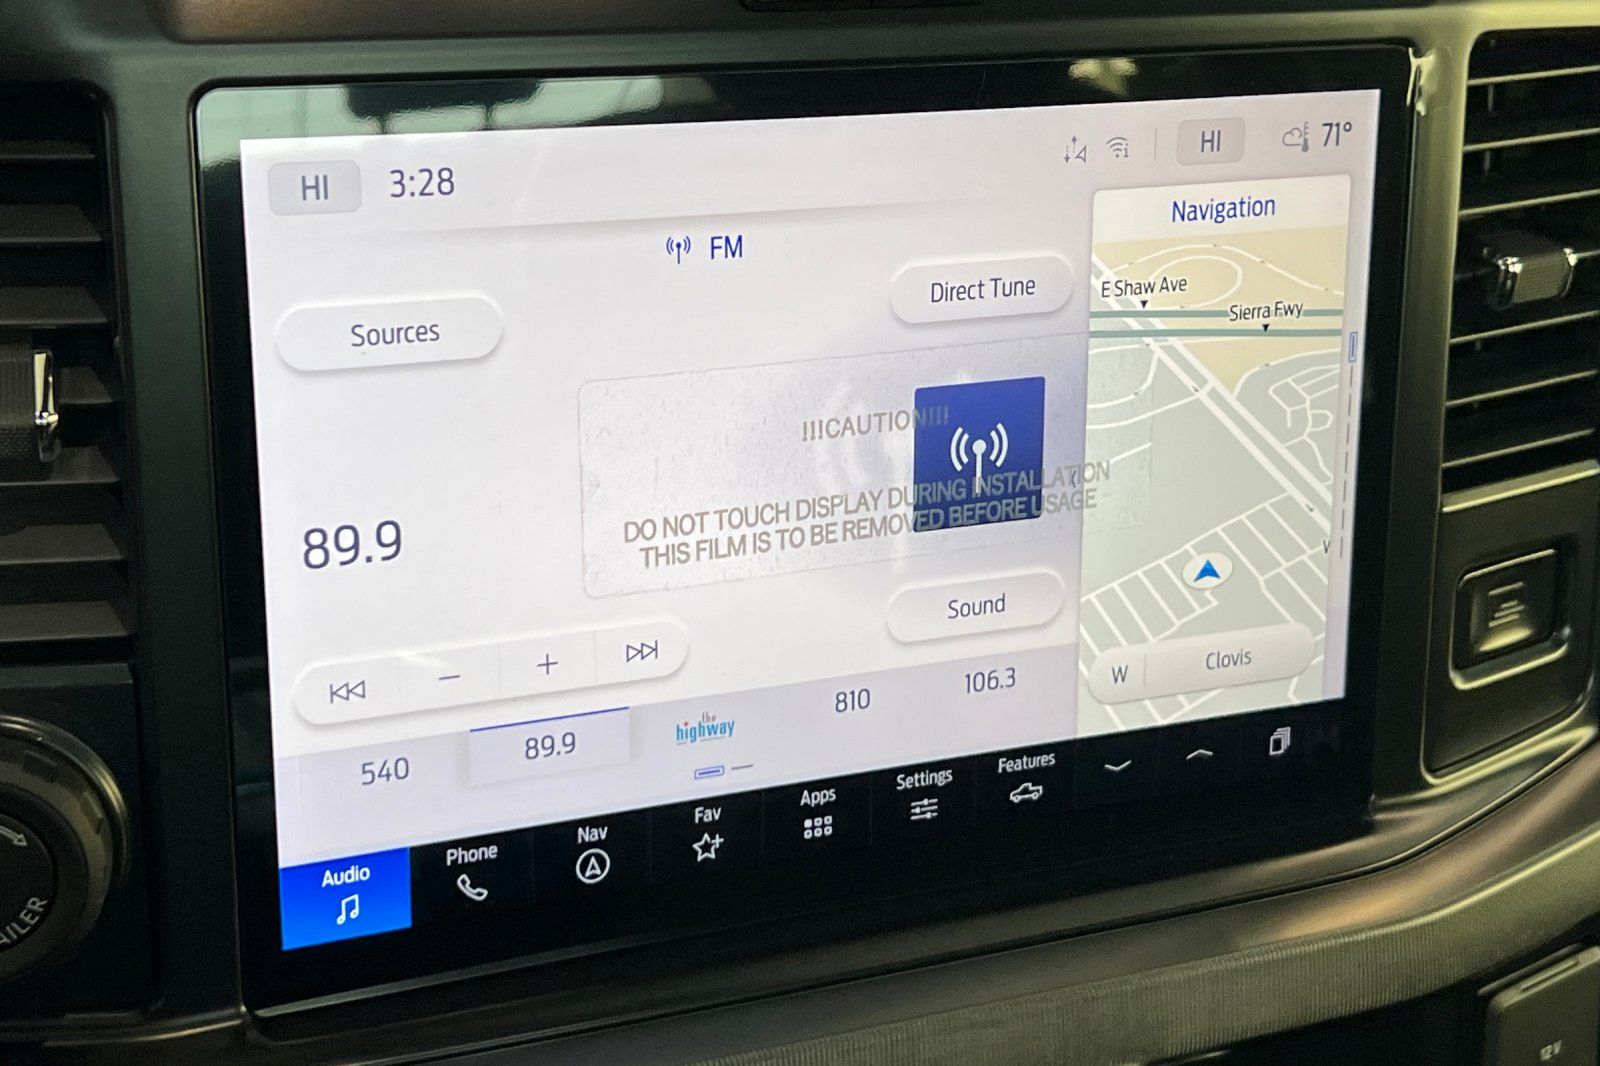 HI
3:28
HI
71°
FM
Navigation
Sources
Direct Tune
E Shaw Ave
Sierra Fwy
!!!CAUTION!!!
DO NOT TOUCH DISPLAY DURING INSTALLATION
THIS FILM IS TO BE REMOVED BEFORE USAGE
89.9
Sound
W
Clovis
540
89.9
the
highway
810
106.3
Audio
Phone
Nav
Fav
Apps
Settings
Features
12V